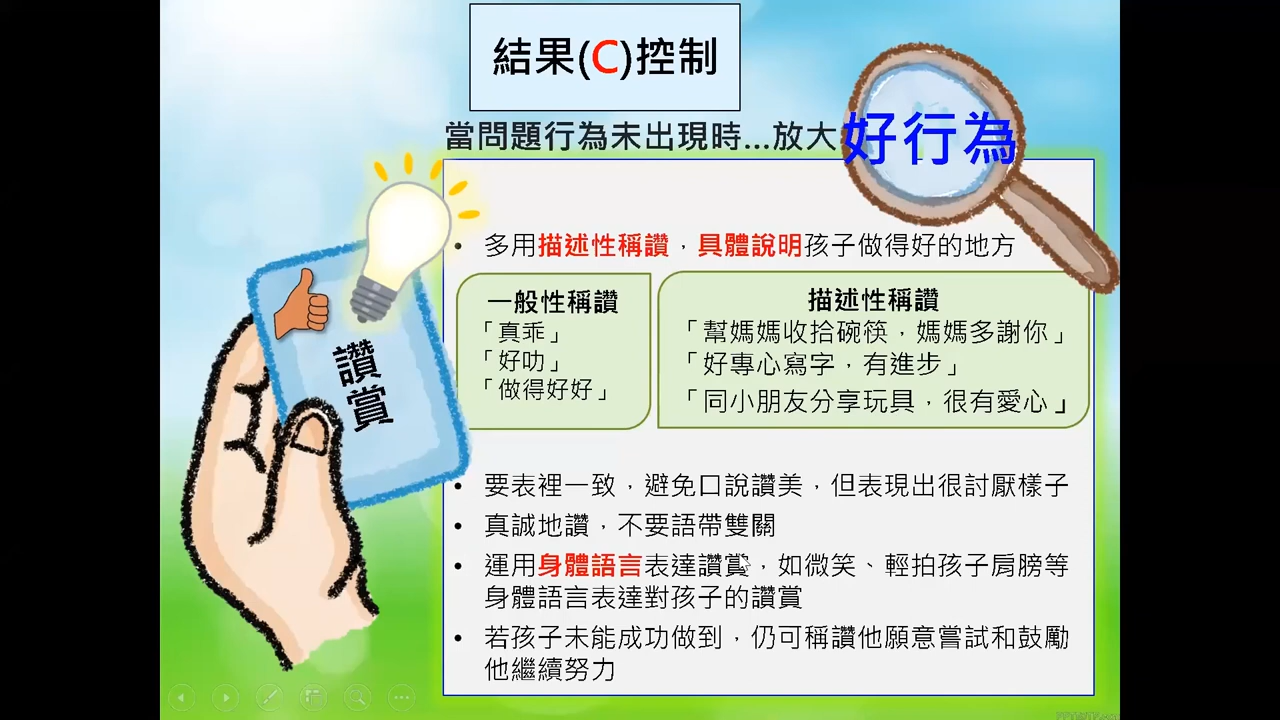 結果(C)控制
當問題行為未出現時...放大好行為
讚賞
• 多用描述性稱讚，具體說明孩子做得好的地方
一般性稱讚
「真乖」
「好叻」
「做得好好」
描述性稱讚
「幫媽媽收拾碗筷，媽媽多謝你」
「好專心寫字，有進步」
「同小朋友分享玩具，很有愛心」
• 要表裡一致，避免口說讚美，但表現出很討厭樣子
• 真誠地讚，不要語帶雙關
• 運用身體語言表達讚賞，如微笑、輕拍孩子肩膀等
身體語言表達對孩子的讚賞
• 若孩子未能成功做到，仍可稱讚他願意嘗試和鼓勵
他繼續努力